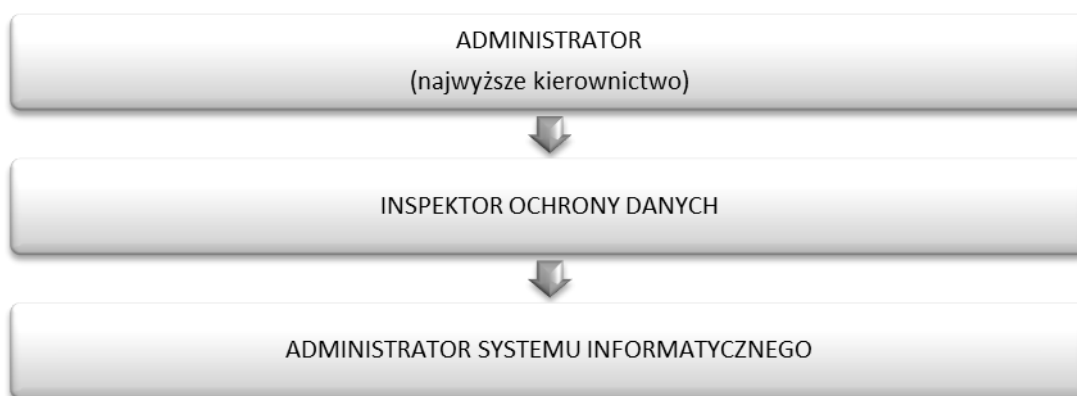 ADMINISTRATOR
(najwyższe kierownictwo)
INSPEKTOR OCHRONY DANYCH
ADMINISTRATOR SYSTEMU INFORMATYCZNEGO